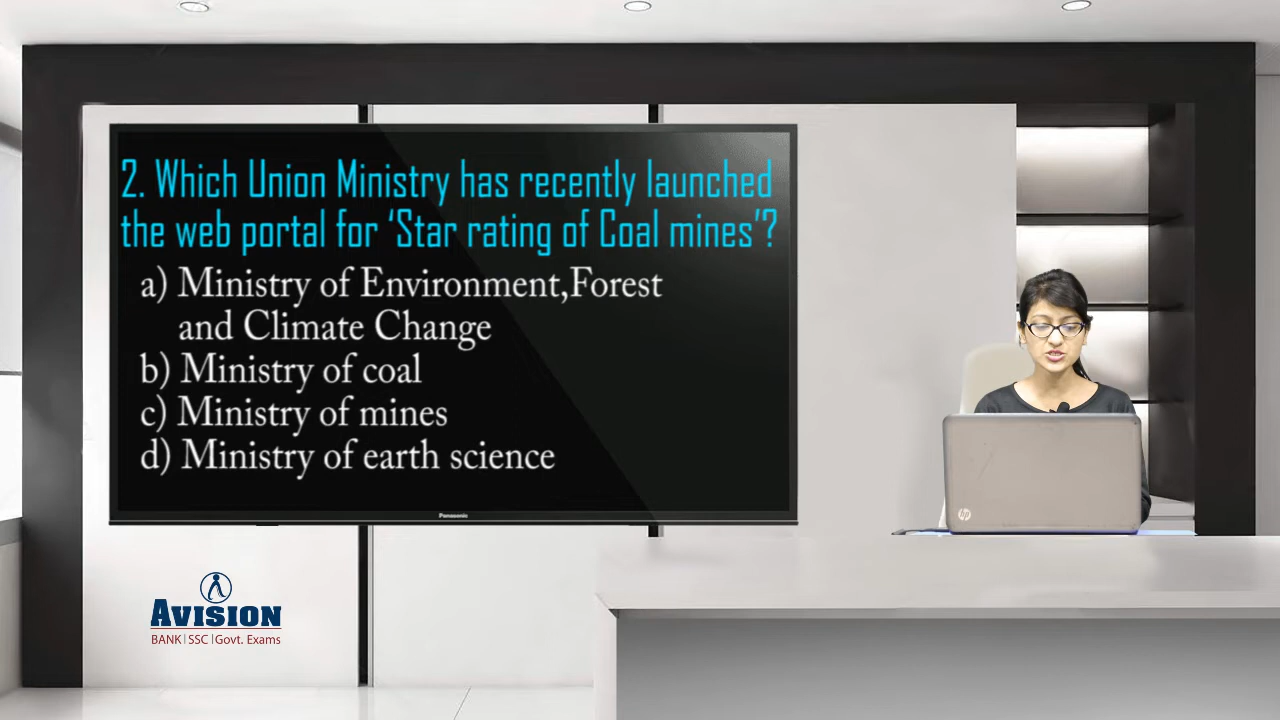 2. Which Union Ministry has recently launched
the web portal for ‘Star rating of Coal mines’?
a) Ministry of Environment,Forest
and Climate Change
b) Ministry of coal
c) Ministry of mines
d) Ministry of earth science
Panasonic
hp
AVISION
BANK|SSC|Govt. Exams